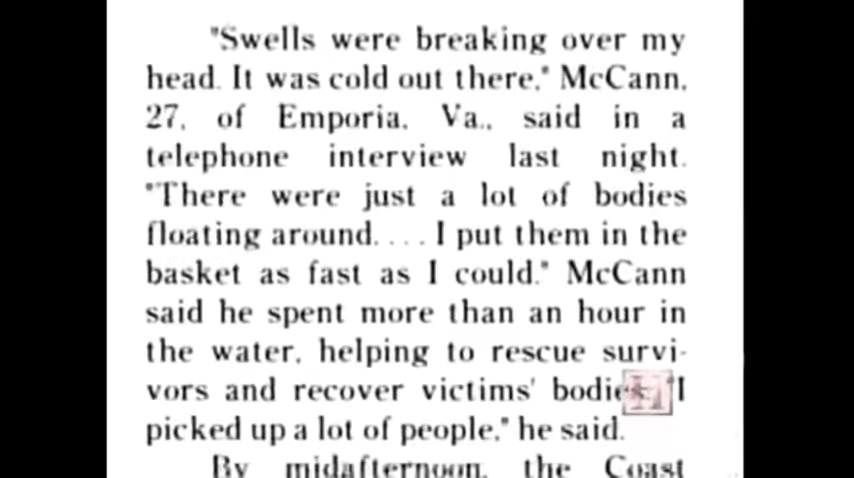 "Swells were breaking over my
head. It was cold out there," McCann,
27, of Emporia, Va., said in a
telephone interview last night.
"There were just a lot of bodies
floating around. . . . I put them in the
basket as fast as I could." McCann
said he spent more than an hour in
the water, helping to rescue survi-
vors and recover victims' bodies. "I
picked up a lot of people," he said.
By midafternoon, the Coast